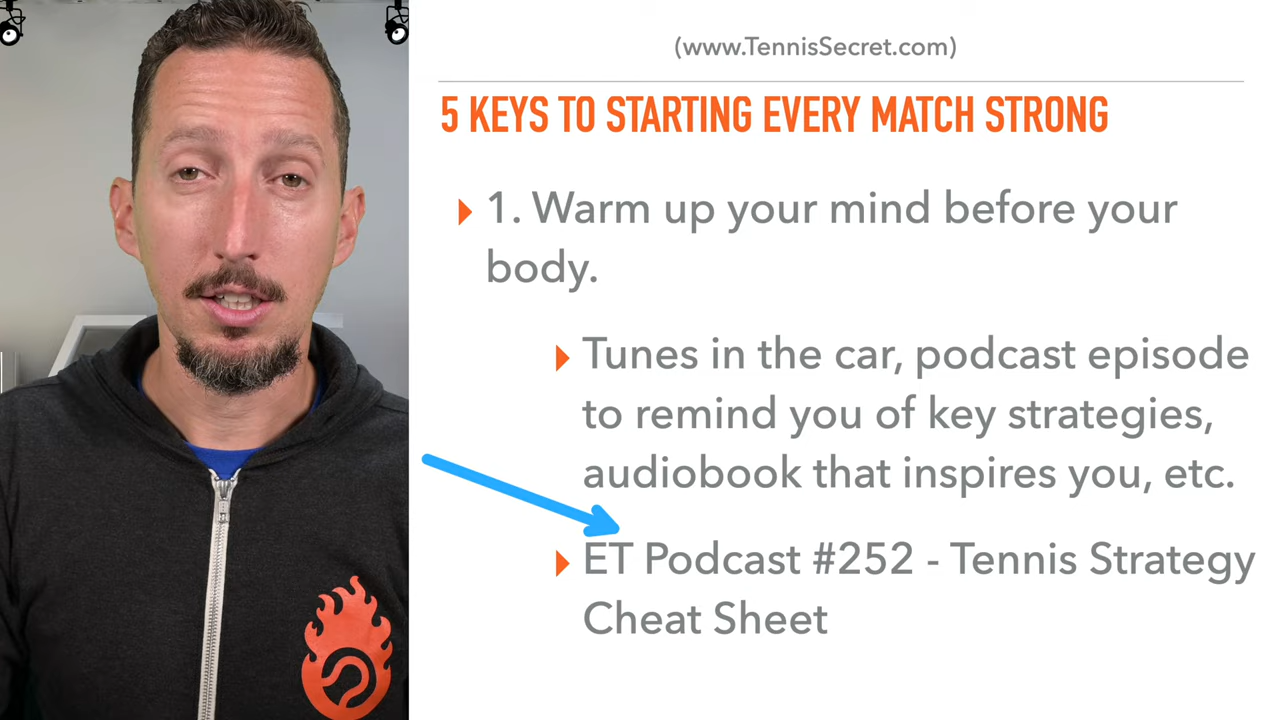 (www.TennisSecret.com)
5 KEYS TO STARTING EVERY MATCH STRONG
1. Warm up your mind before your
body.
Tunes in the car, podcast episode
to remind you of key strategies,
audiobook that inspires you, etc.
ET Podcast #252 - Tennis Strategy
Cheat Sheet